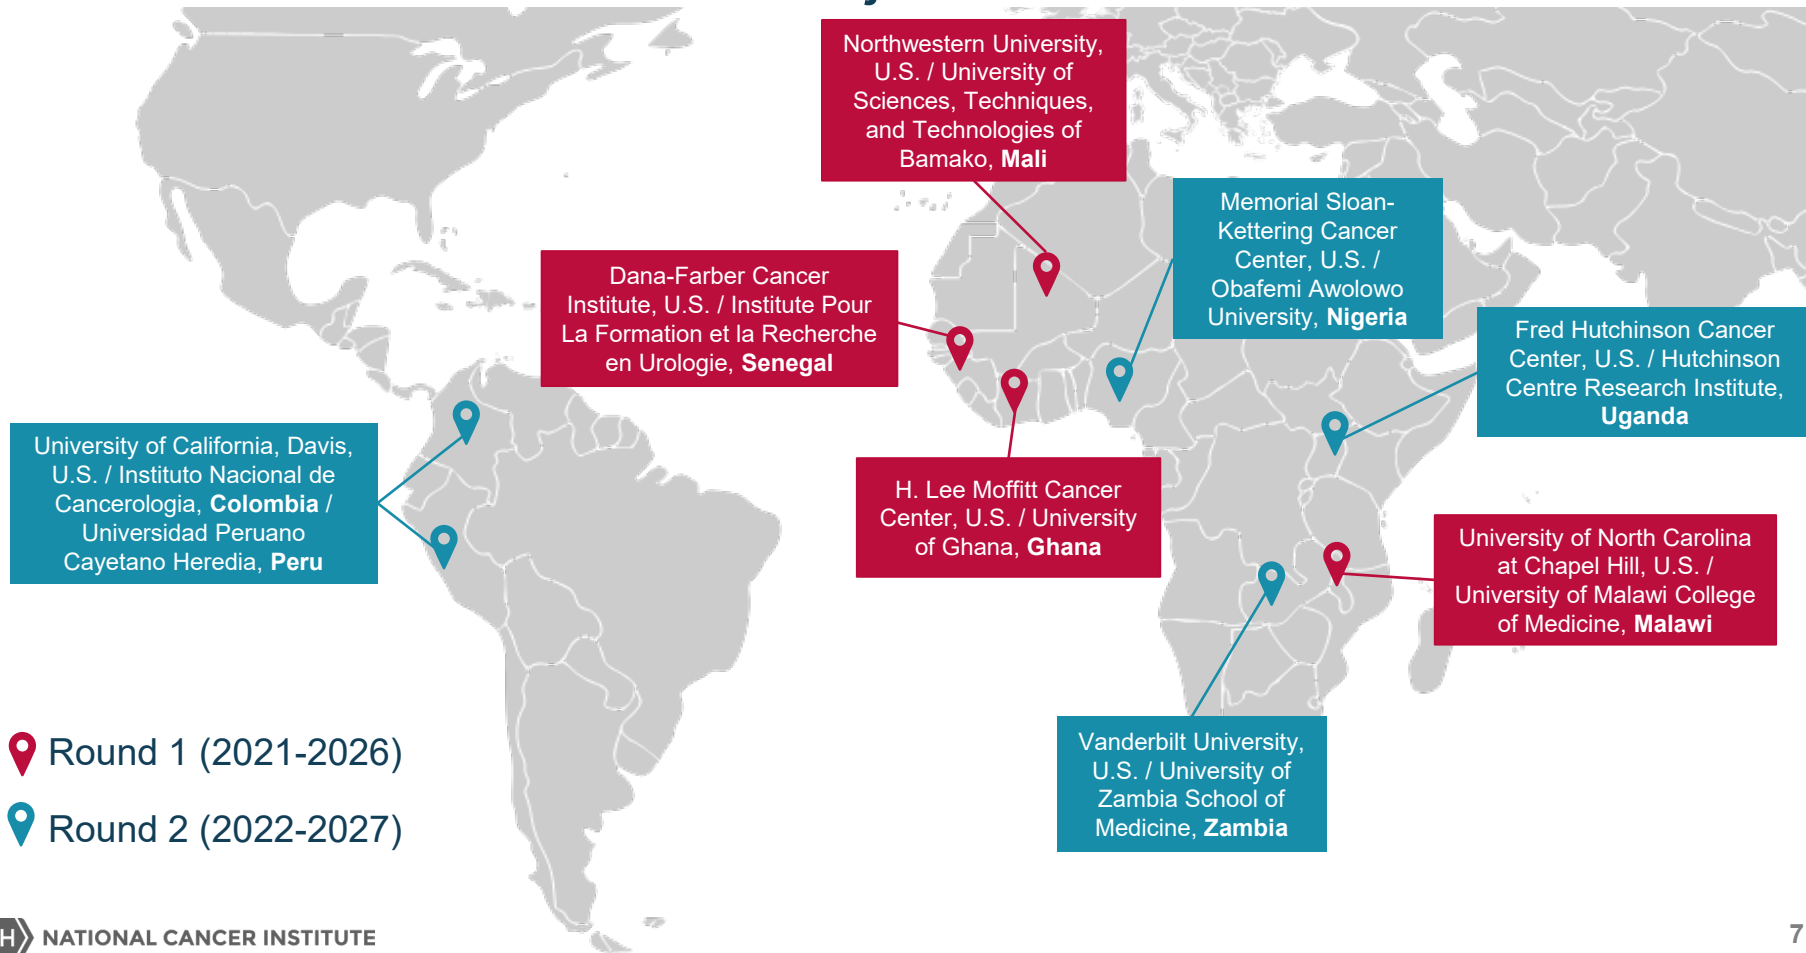 Northwestern University,
U.S. / University of
Sciences, Techniques,
and Technologies of
Bamako, Mali
Memorial Sloan-
Kettering Cancer
Center, U.S. /
Obafemi Awolowo
University, Nigeria
Dana-Farber Cancer
Institute, U.S. / Institute Pour
La Formation et la Recherche
en Urologie, Senegal
Fred Hutchinson Cancer
Center, U.S. / Hutchinson
Centre Research Institute,
Uganda
University of California, Davis,
U.S. / Instituto Nacional de
Cancerologia, Colombia /
Universidad Peruano
Cayetano Heredia, Peru
H. Lee Moffitt Cancer
Center, U.S. / University
of Ghana, Ghana
University of North Carolina
at Chapel Hill, U.S. /
University of Malawi College
of Medicine, Malawi
Vanderbilt University,
U.S. / University of
Zambia School of
Medicine, Zambia
Round 1 (2021-2026)
Round 2 (2022-2027)
H NATIONAL CANCER INSTITUTE
7